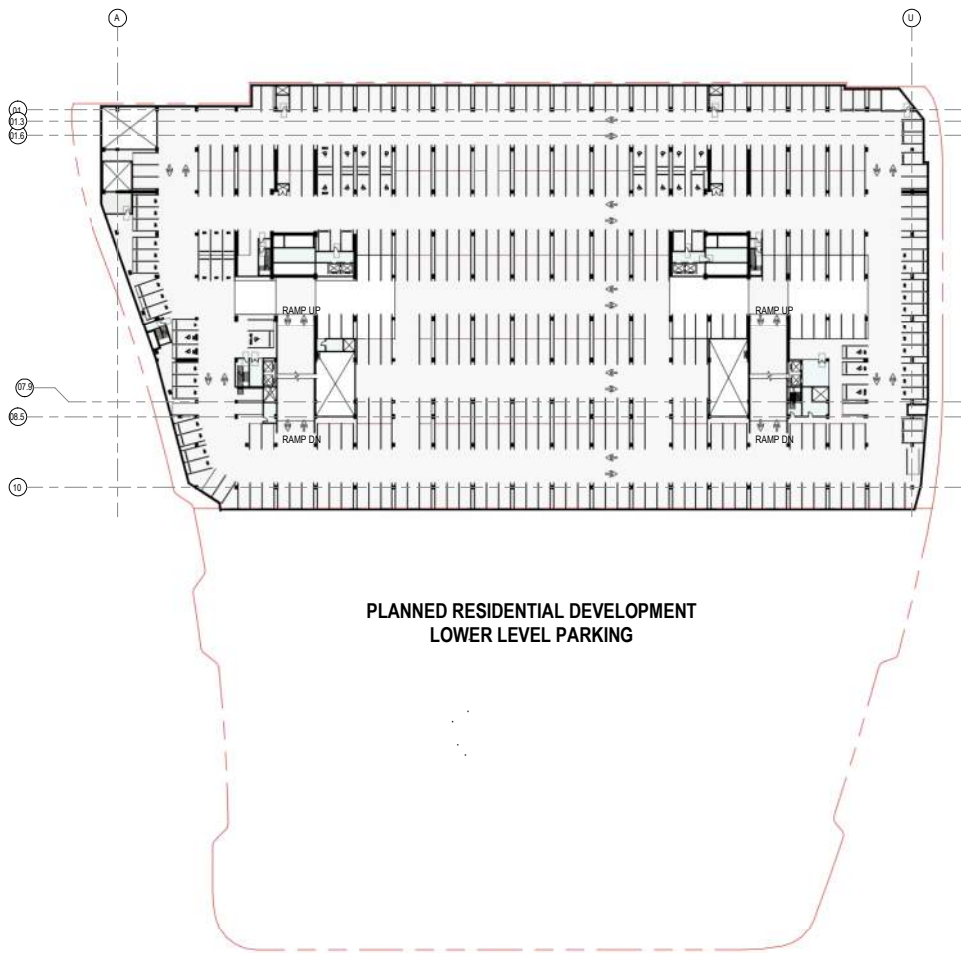 A
U
01
01.3
01.6
RAMP UP
RAMP UP
07.9
08.5
RAMP DN
RAMP DN
10
PLANNED RESIDENTIAL DEVELOPMENT
LOWER LEVEL PARKING